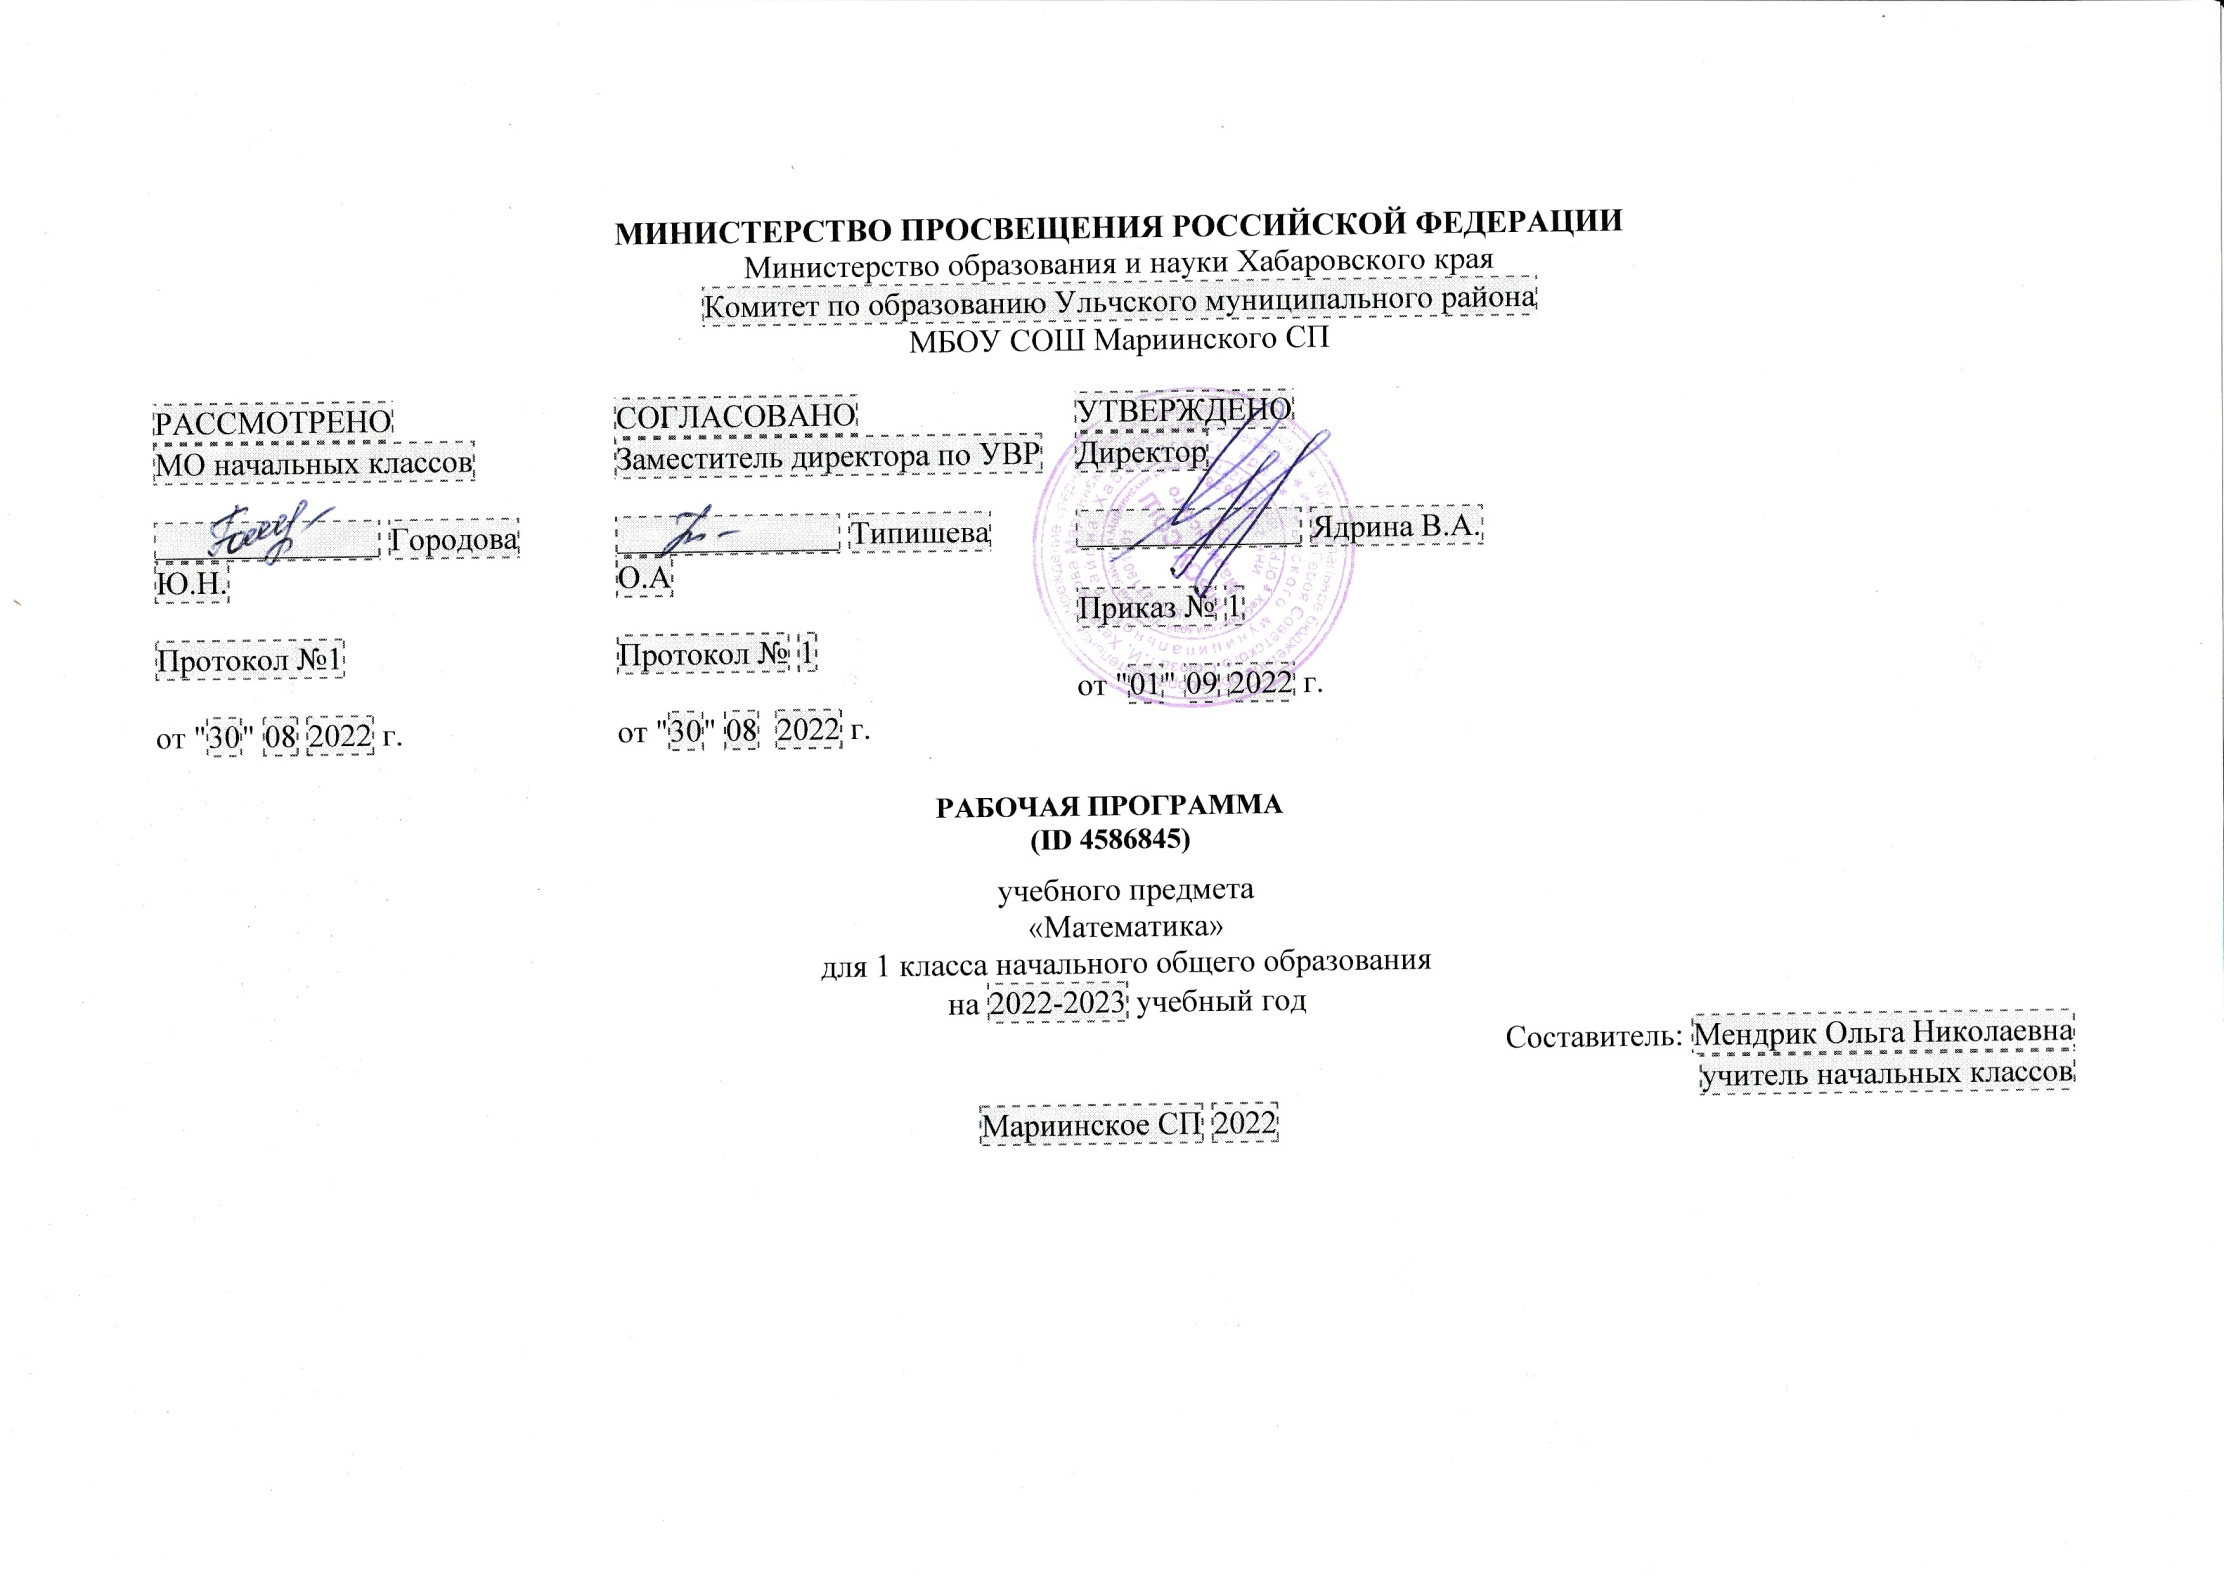 МИНИСТЕРСТВО ПРОСВЕЩЕНИЯ РОССИЙСКОЙ ФЕДЕРАЦИИ
Министерство образования и науки Хабаровского края
Комитет по образованию Ульчского муниципального района
МБОУ СОШ Мариинского СП
РАССМОТРЕНО
МО начальных классов
Городова
Ю.Н.
Протокол №1
от "30" 08 2022 г.
СОГЛАСОВАНО
Заместитель директора по УВР
Типишева
О.А
Протокол № 1
от "30" 08 2022 г.
УТВЕРЖДЕНО
Директор
Ядрина В.А.
Приказ № 1
от "01" 09 2022 г.
РАБОЧАЯ ПРОГРАММА
(ID 4586845)
учебного предмета
«Математика»
для 1 класса начального общего образования
на 2022-2023 учебный год
Составитель: Мендрик Ольга Николаевна
учитель начальных классов
Мариинское СП 2022